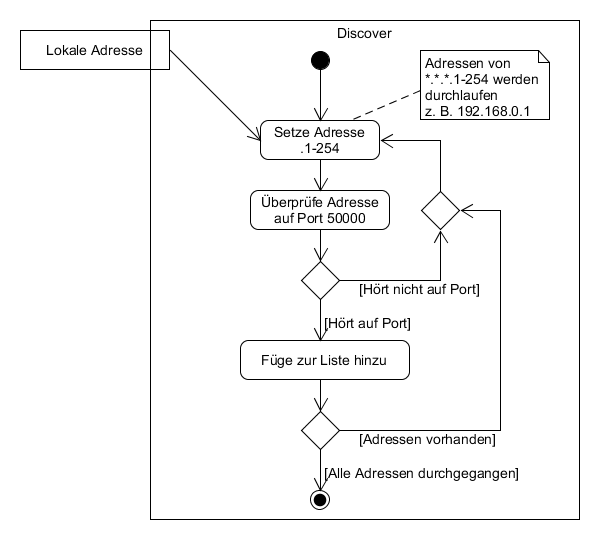 Discover
Lokale Adresse
Adressen von
*.*.*.1-254 werden
durchlaufen
z. B. 192.168.0.1
Setze Adresse
.1-254
Überprüfe Adresse
auf Port 50000
[Hört nicht auf Port]
[Hört auf Port]
Füge zur Liste hinzu
[Adressen vorhanden]
[Alle Adressen durchgegangen]